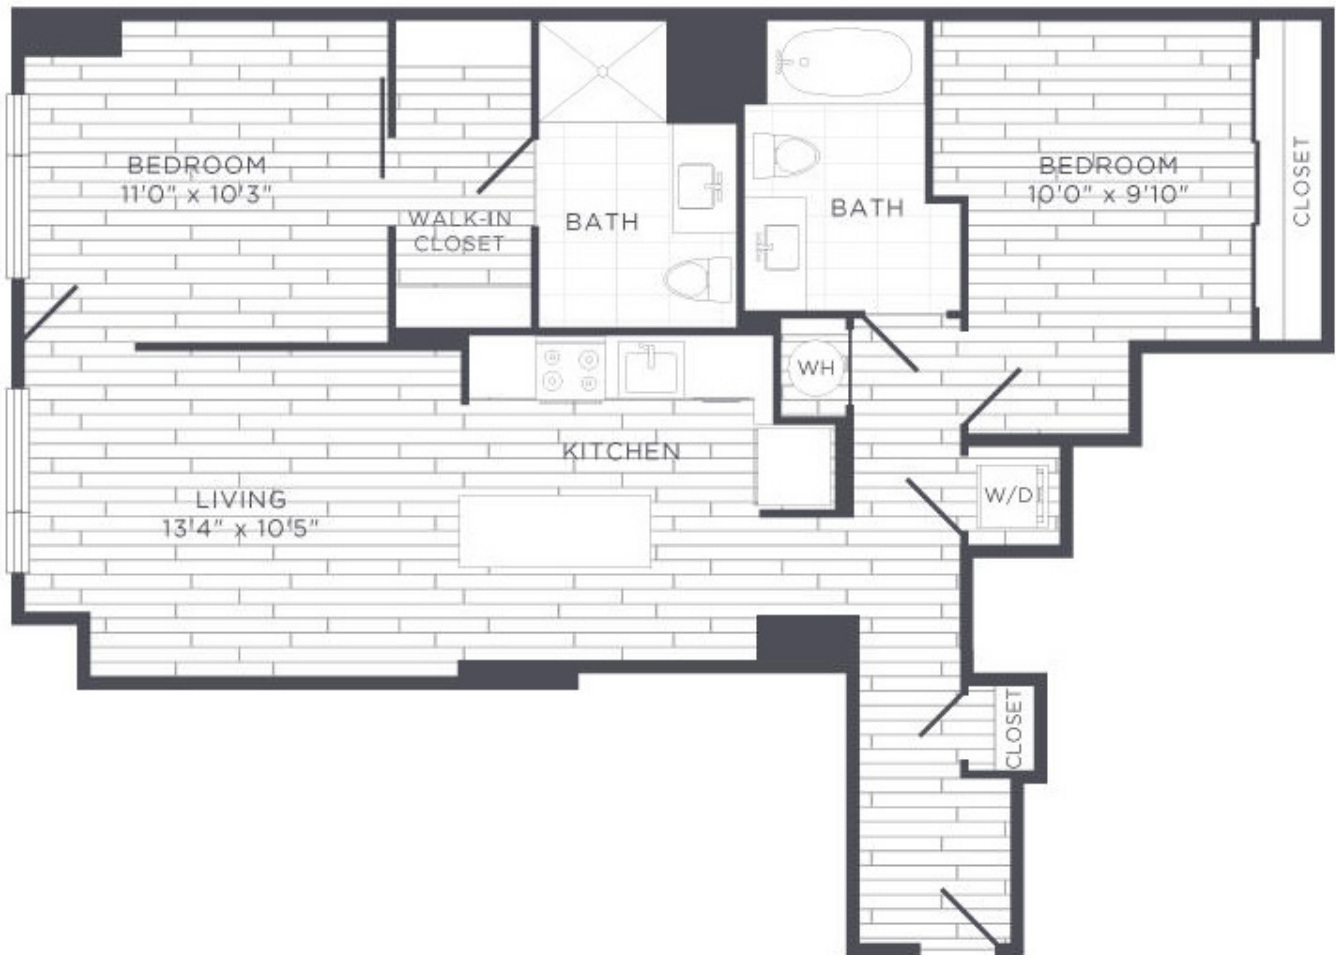 BEDROOM
11'0" x 10'3"
WALK-IN
CLOSET
BATH
BATH
BEDROOM
10'0" x 9'10"
CLOSET
WH
KITCHEN
LIVING
13'4" x 10'5"
W/D
CLOSET